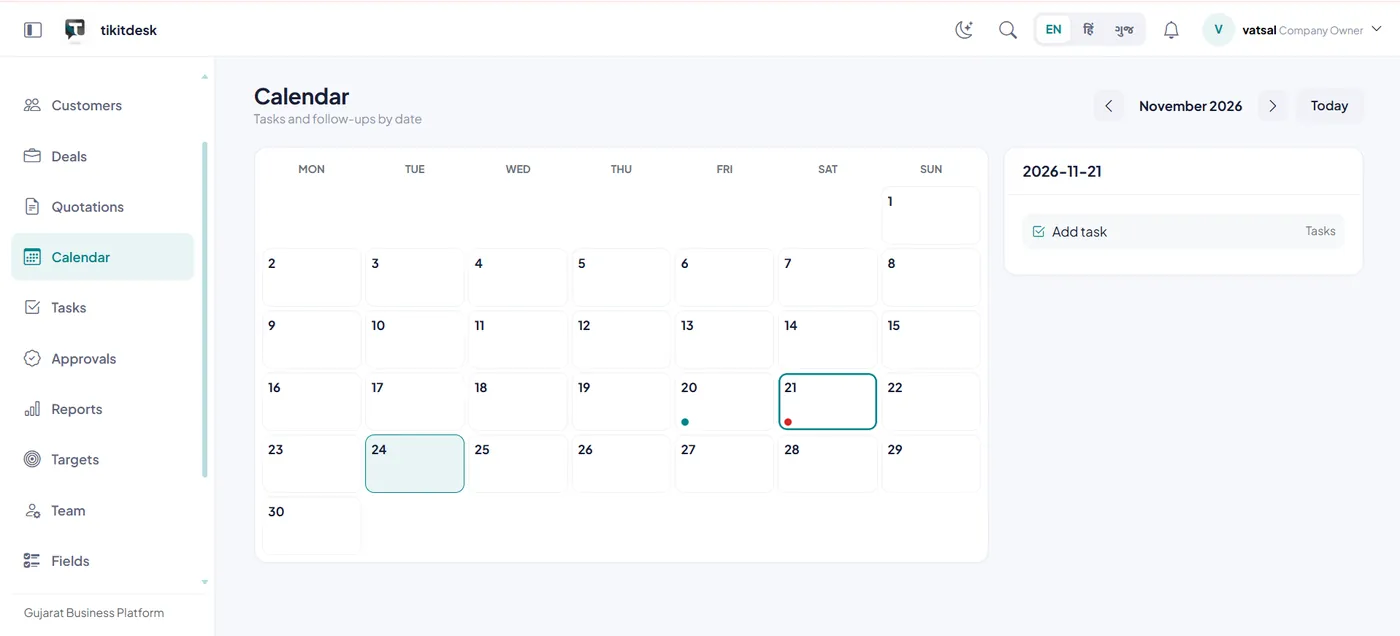 tikitdesk
EN हिं ગુજ V vatsal Company Owner
Customers
Deals
Quotations
Calendar
Tasks
Approvals
Reports
Targets
Team
Fields
Gujarat Business Platform
Calendar
Tasks and follow-ups by date
November 2026 Today
MON TUE WED THU FRI SAT SUN
1
2 3 4 5 6 7 8
9 10 11 12 13 14 15
16 17 18 19 20 21 22
23 24 25 26 27 28 29
30
2026-11-21
Add task Tasks